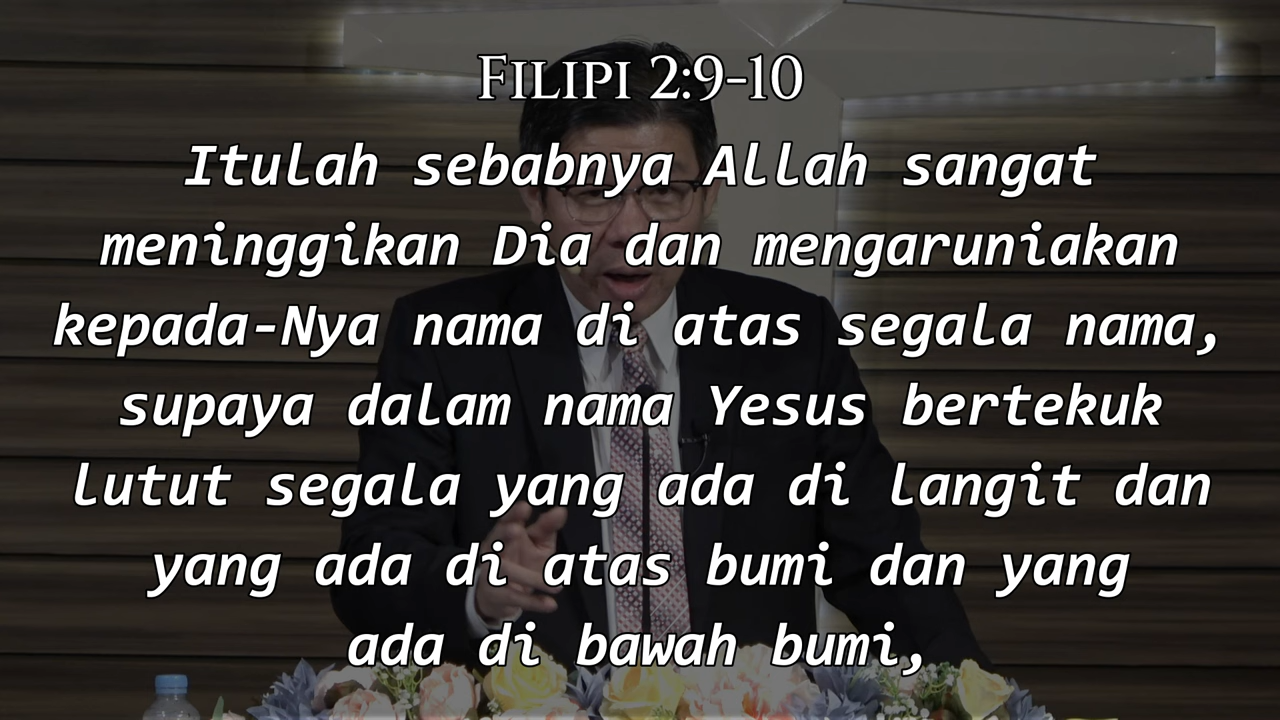 Filipi 2:9-10
Itulah sebabnya Allah sangat
meninggikan Dia dan mengaruniakan
kepada-Nya nama di atas segala nama,
supaya dalam nama Yesus bertekuk
lutut segala yang ada di langit dan
yang ada di atas bumi dan yang
ada di bawah bumi,